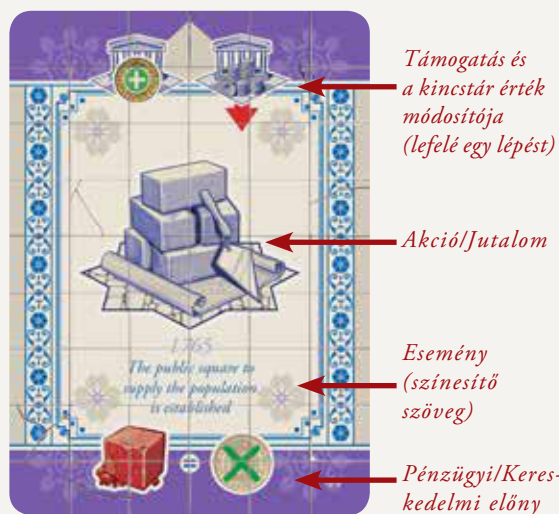 Támogatás és
a kincstár érték
módosítója
(lefelé egy lépést)
Akció/Jutalom
1765
The public square to
supply the population
is established
Esemény
(színesítő
szöveg)
Pénzügyi/Keres-
kedelmi előny